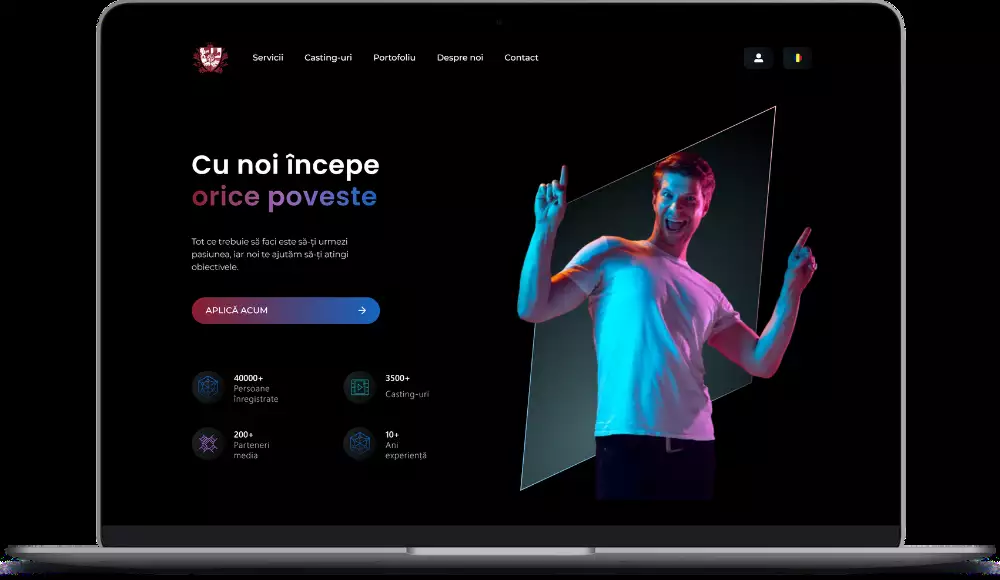 Servicii
Casting-uri
Portofoliu
Despre noi
Contact
Cu noi începe
orice poveste
Tot ce trebuie să faci este să-ți urmezi
pasiunea, iar noi te ajutăm să-ți atingi
obiectivele.
APLICĂ ACUM
40000+
Persoane
înregistrate
3500+
Casting-uri
200+
Parteneri
media
10+
Ani
experiență